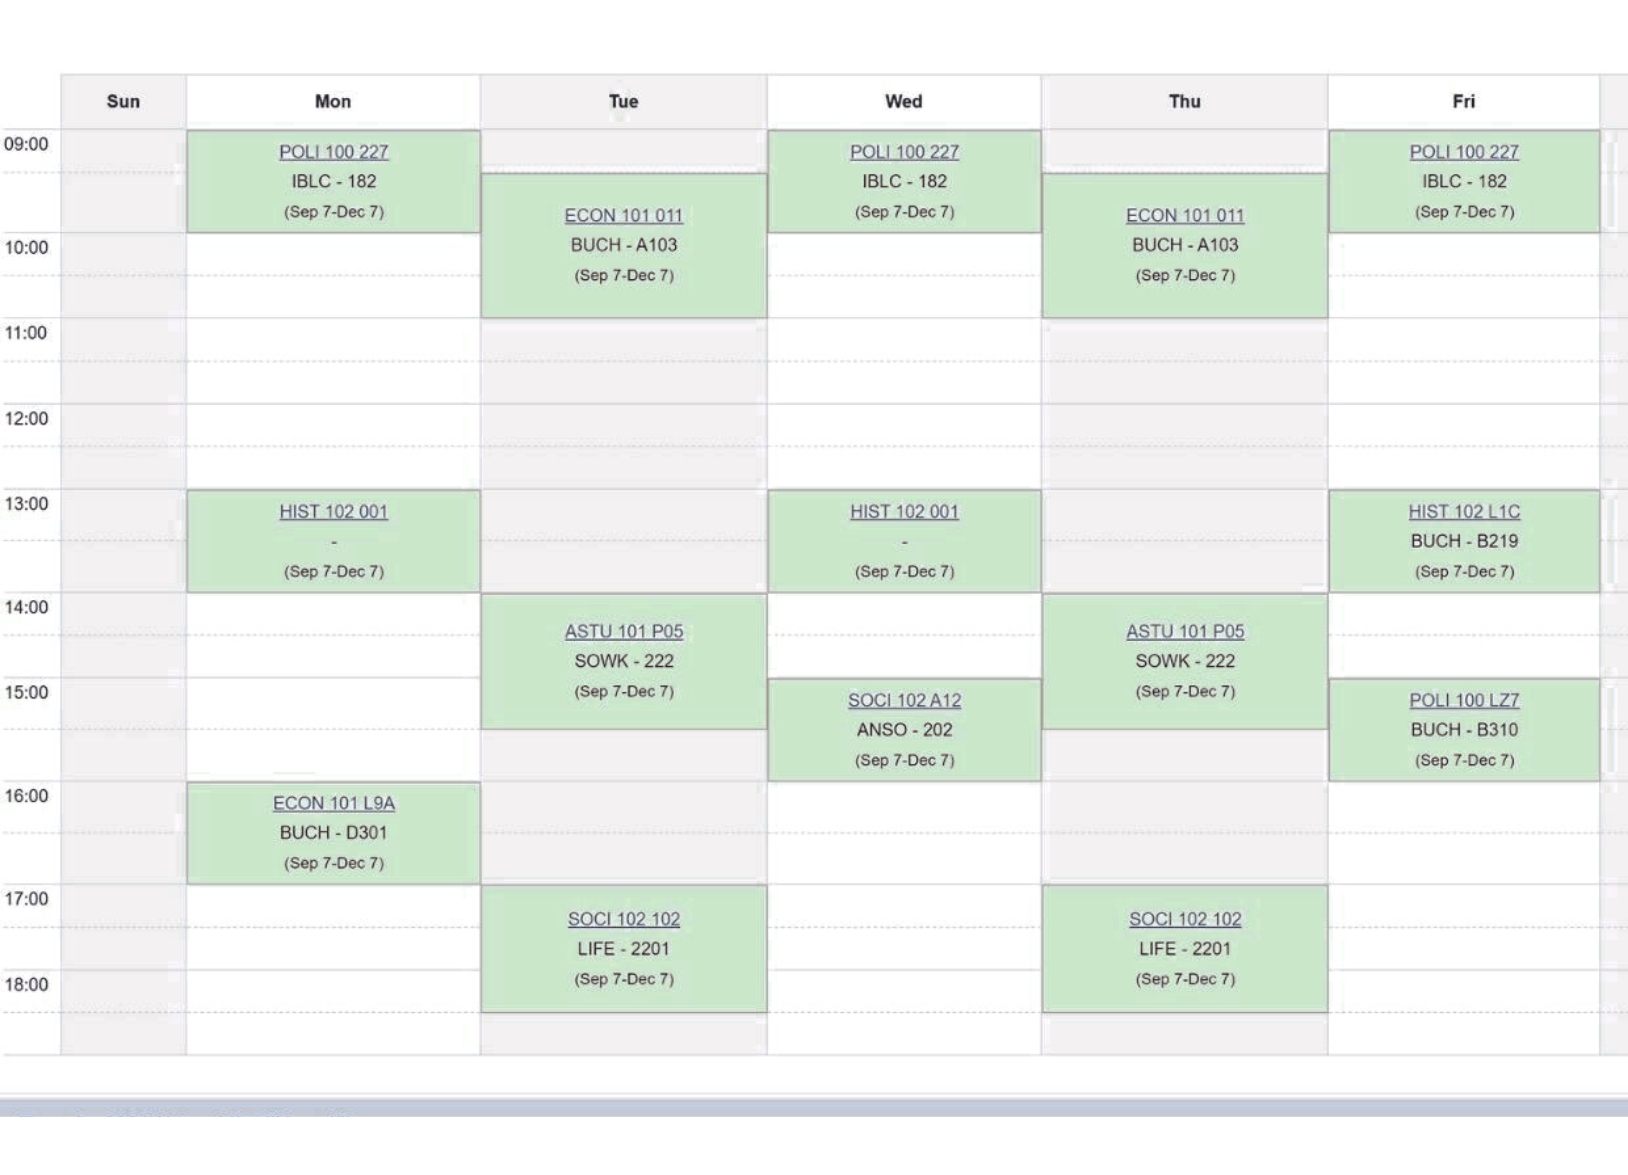 Sun Mon Tue Wed Thu Fri
09:00
POLI 100 227
IBLC - 182
(Sep 7-Dec 7)
ECON 101 011
BUCH - A103
(Sep 7-Dec 7)
POLI 100 227
IBLC - 182
(Sep 7-Dec 7)
ECON 101 011
BUCH - A103
(Sep 7-Dec 7)
POLI 100 227
IBLC - 182
(Sep 7-Dec 7)
10:00
11:00
12:00
13:00
HIST 102 001
-
(Sep 7-Dec 7)
HIST 102 001
-
(Sep 7-Dec 7)
HIST 102 L1C
BUCH - B219
(Sep 7-Dec 7)
14:00
ASTU 101 P05
SOWK - 222
(Sep 7-Dec 7)
ASTU 101 P05
SOWK - 222
(Sep 7-Dec 7)
15:00
SOCI 102 A12
ANSO - 202
(Sep 7-Dec 7)
POLI 100 LZ7
BUCH - B310
(Sep 7-Dec 7)
16:00
ECON 101 L9A
BUCH - D301
(Sep 7-Dec 7)
17:00
SOCI 102 102
LIFE - 2201
(Sep 7-Dec 7)
SOCI 102 102
LIFE - 2201
(Sep 7-Dec 7)
18:00